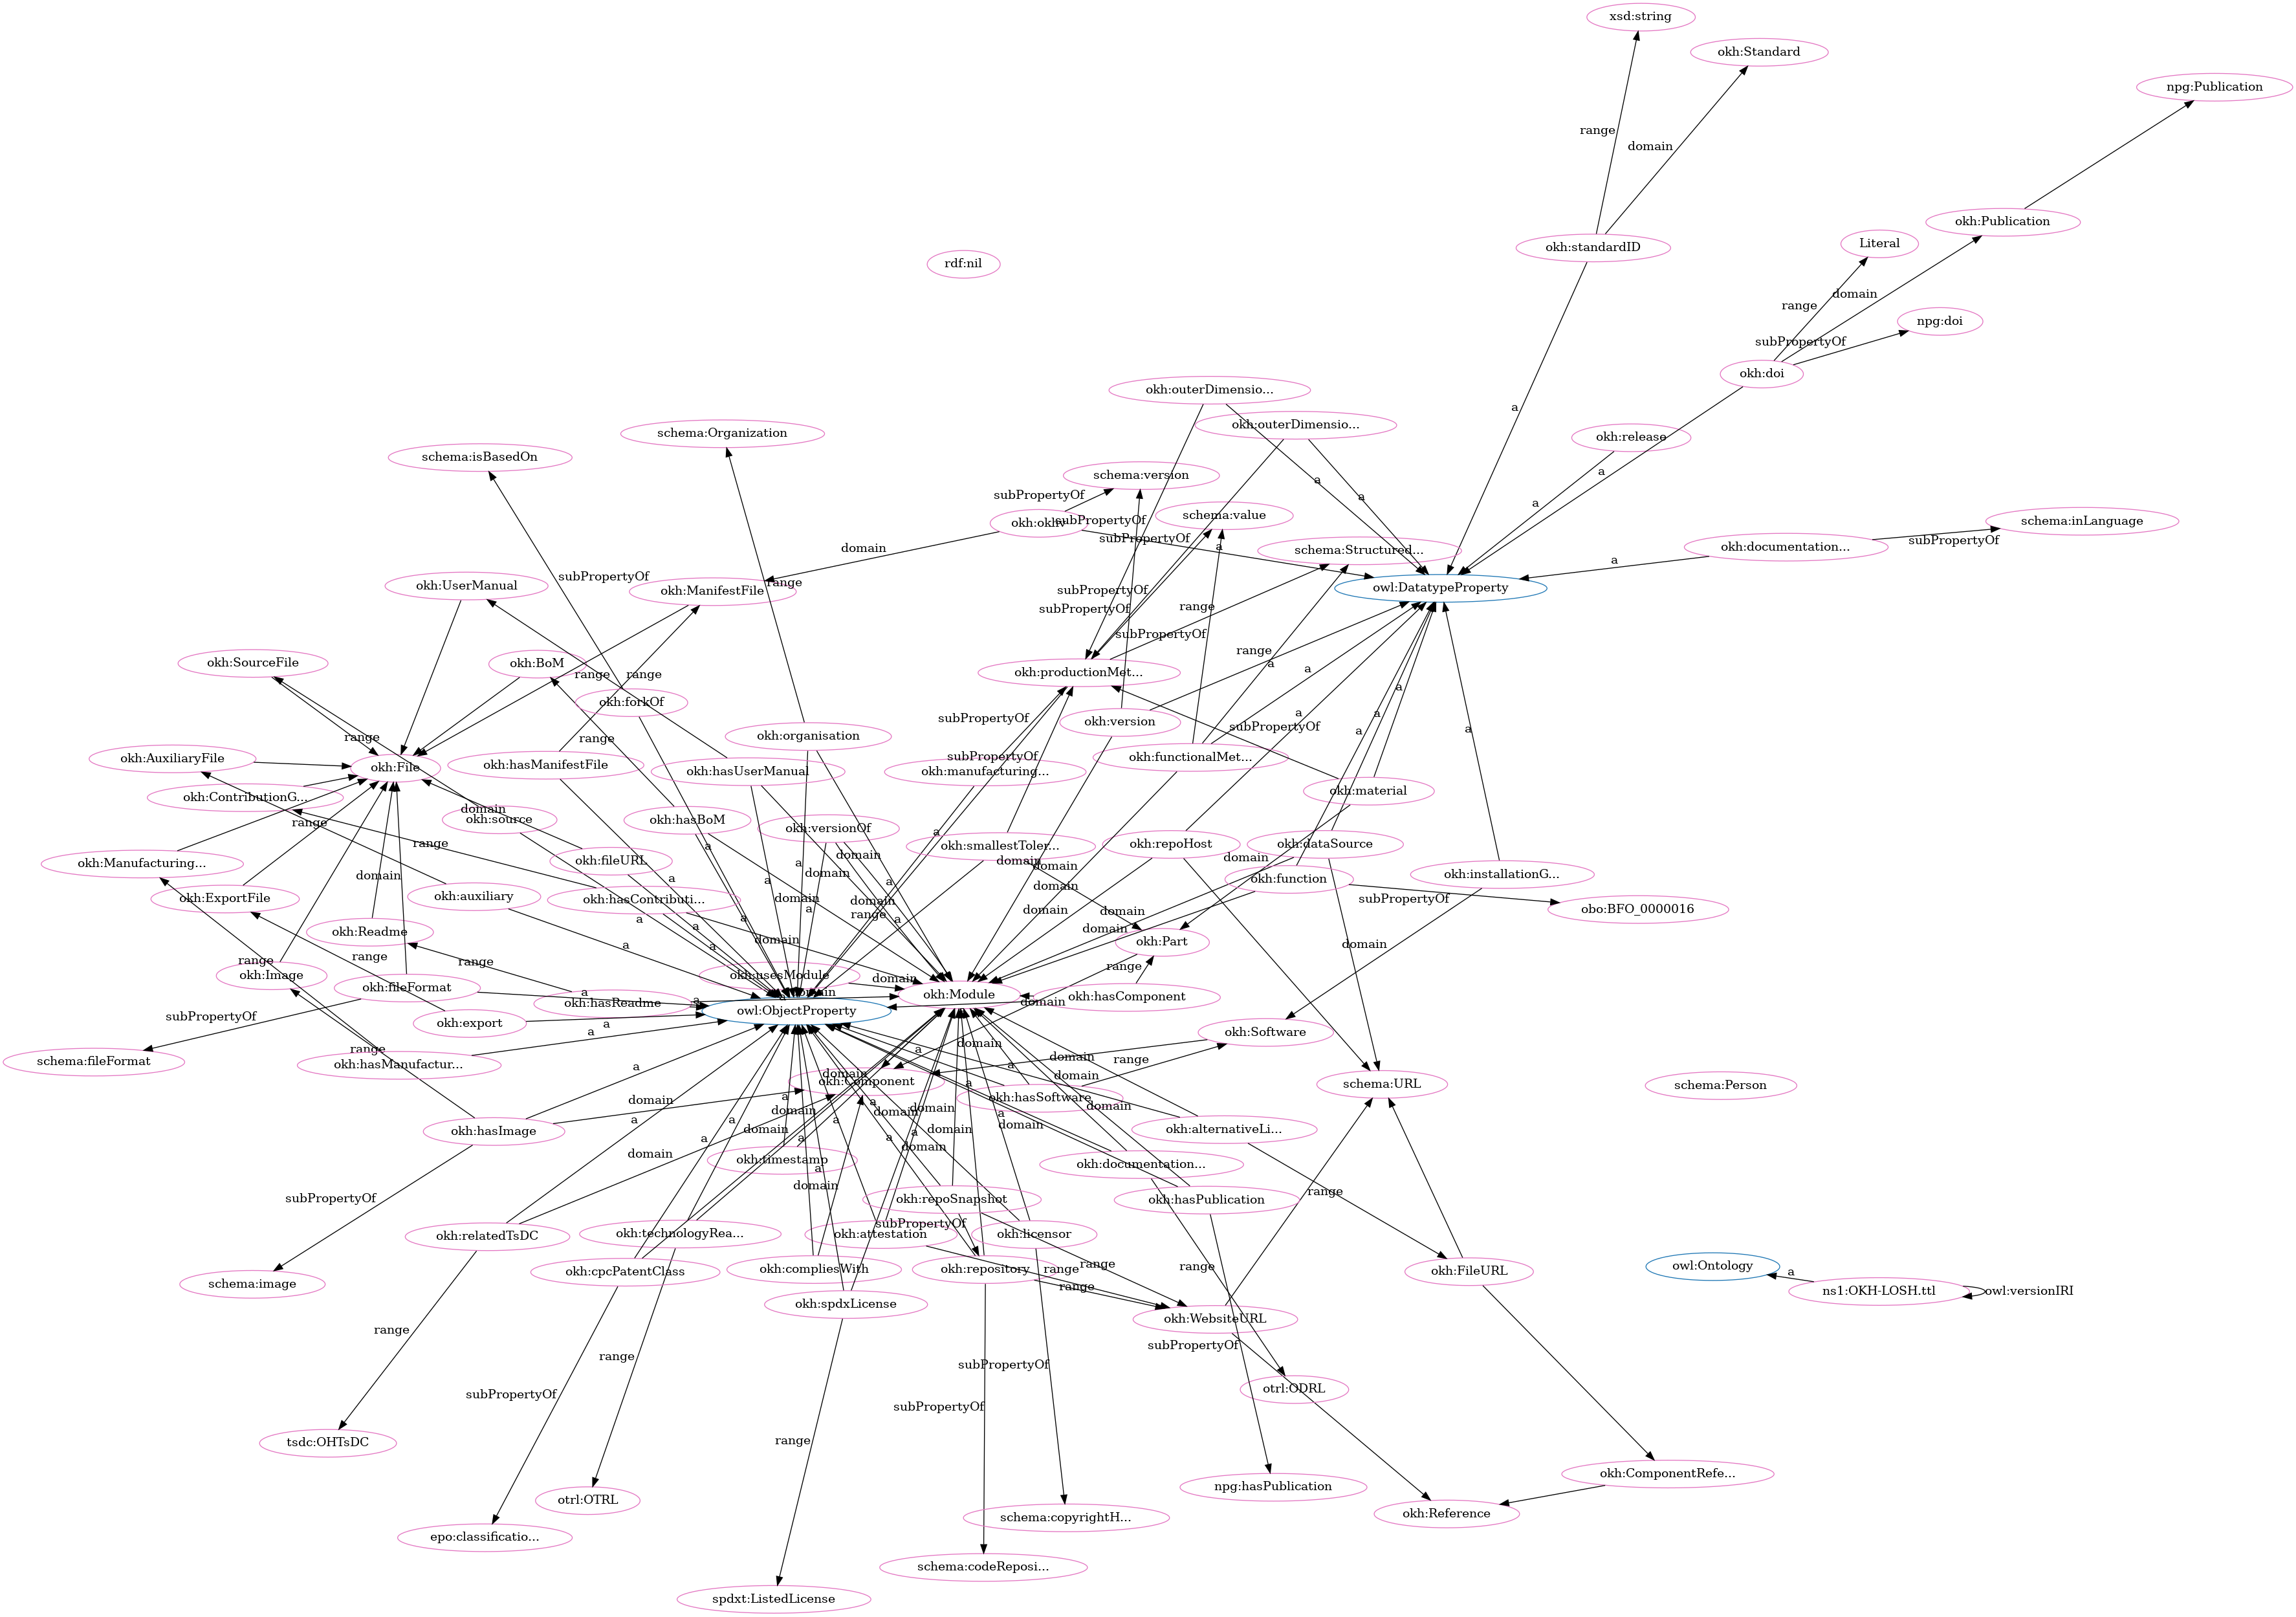 xsd:string
okh:Standard
npg:Publication
range
domain
okh:Publication
Literal
okh:standardID
rdf:nil
domain
range
npg:doi
subPropertyOf
okh:doi
okh:outerDimensio...
a
okh:outerDimensio...
schema:Organization
okh:release
schema:isBasedOn
a
schema:version
a
a
subPropertyOf
a
a
schema:value
subPropertyOf
okh:okhv
schema:inLanguage
subPropertyOf
subPropertyOf
a
domain
schema:Structured...
okh:documentation...
a
subPropertyOf
range
okh:UserManual
okh:ManifestFile
owl:DatatypeProperty
subPropertyOf
range
subPropertyOf
subPropertyOf
range
okh:SourceFile
okh:BoM
a
range
range
okh:productionMet...
a
a
okh:forkOf
subPropertyOf
a
a
okh:version
subPropertyOf
a
a
range
range
okh:organisation
subPropertyOf
okh:functionalMet...
okh:AuxiliaryFile
okh:File
okh:hasManifestFile
okh:hasUserManual
okh:manufacturing...
okh:ContributionG...
okh:material
domain
okh:source
okh:hasBoM
range
okh:versionOf
a
range
okh:smallestToler...
okh:repoHost
okh:dataSource
a
domain
domain
domain
okh:Manufacturing...
okh:fileURL
a
domain
domain
domain
okh:installationG...
domain
a
a
a
okh:function
okh:ExportFile
okh:auxiliary
okh:hasContributi...
domain
domain
domain
subPropertyOf
obo:BFO_0000016
a
range
domain
a
a
a
a
domain
okh:Readme
domain
okh:Part
domain
a
a
range
range
range
range
okh:Image
okh:usesModule
domain
okh:fileFormat
a
okh:hasReadme
a
domain
okh:Module
okh:hasComponent
domain
subPropertyOf
okh:export
a
owl:ObjectProperty
okh:Software
a
domain
schema:fileFormat
range
okh:hasManufactur...
a
a
domain
range
domain
okh:Component
domain
schema:URL
schema:Person
domain
a
a
okh:hasSoftware
domain
a
domain
domain
domain
a
okh:hasImage
domain
a
a
a
domain
domain
okh:alternativeLi...
a
a
a
domain
domain
okh:timestamp
okh:documentation...
a
domain
subPropertyOf
okh:repoSnapshot
okh:hasPublication
range
subPropertyOf
okh:relatedTsDC
okh:technologyRea...
okh:attestation
okh:licensor
okh:cpcPatentClass
okh:compliesWith
okh:repository
range
range
range
range
okh:FileURL
owl:Ontology
a
schema:image
okh:spdxLicense
ns1:OKH-LOSH.ttl
owl:versionIRI
okh:WebsiteURL
range
subPropertyOf
range
subPropertyOf
subPropertyOf
otrl:ODRL
subPropertyOf
tsdc:OHTsDC
range
okh:ComponentRefe...
npg:hasPublication
otrl:OTRL
okh:Reference
schema:copyrightH...
epo:classificatio...
schema:codeReposi...
spdxt:ListedLicense